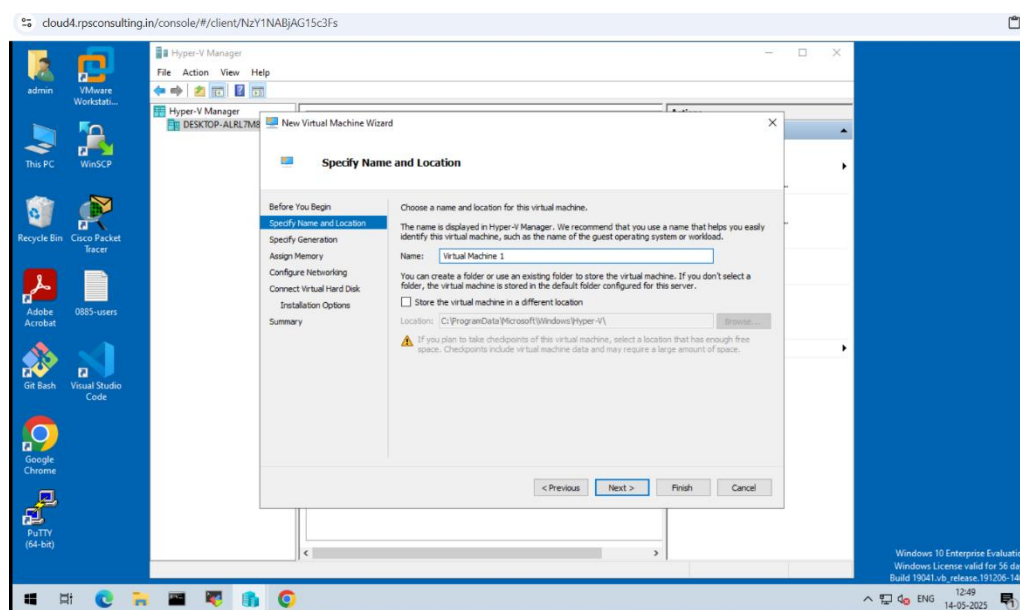 cloud4.rpsconsulting.in/console/#/client/NzY1NABjAG15c3Fs
Hyper-V Manager
File Action View Help
Hyper-V Manager
DESKTOP-ALRL7M8
New Virtual Machine Wizard
Specify Name and Location
Before You Begin
Specify Name and Location
Specify Generation
Assign Memory
Configure Networking
Connect Virtual Hard Disk
Installation Options
Summary
Choose a name and location for this virtual machine.
The name is displayed in Hyper-V Manager. We recommend that you use a name that helps you easily
identify this virtual machine, such as the name of the guest operating system or workload.
Name: Virtual Machine 1
You can create a folder or use an existing folder to store the virtual machine. If you don't select a
folder, the virtual machine is stored in the default folder configured for this server.
Store the virtual machine in a different location
Location: C:\ProgramData\Microsoft\Windows\Hyper-V\ Browse...
If you plan to take checkpoints of this virtual machine, select a location that has enough free
space. Checkpoints include virtual machine data and may require a large amount of space.
< Previous Next > Finish Cancel
admin
VMware
Workstati...
This PC
WinSCP
Recycle Bin
Cisco Packet
Tracer
Adobe
Acrobat
0885-users
Git Bash
Visual Studio
Code
Google
Chrome
PuTTY
(64-bit)
Windows 10 Enterprise Evaluatio
Windows License valid for 56 da
Build 19041.vb_release.191206-14
ENG
12:49
14-05-2025